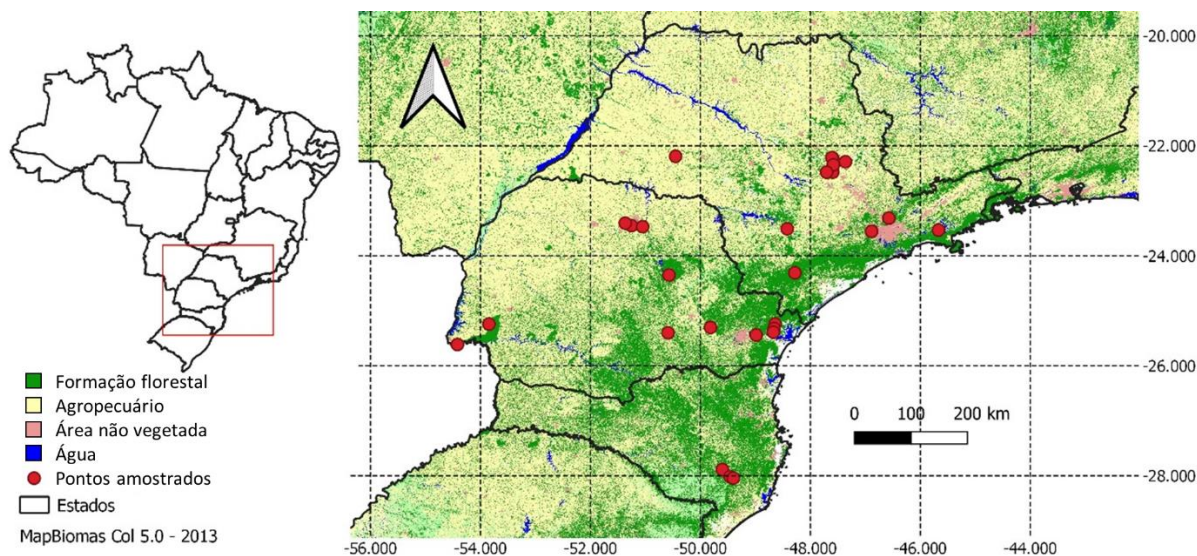 Formação florestal
Agropecuário
Área não vegetada
Água
Pontos amostrados
Estados
MapBiomas Col 5.0 - 2013
-20.000
-22.000
-24.000
-26.000
-28.000
0 100 200 km
-56.000 -54.000 -52.000 -50.000 -48.000 -46.000 -44.000